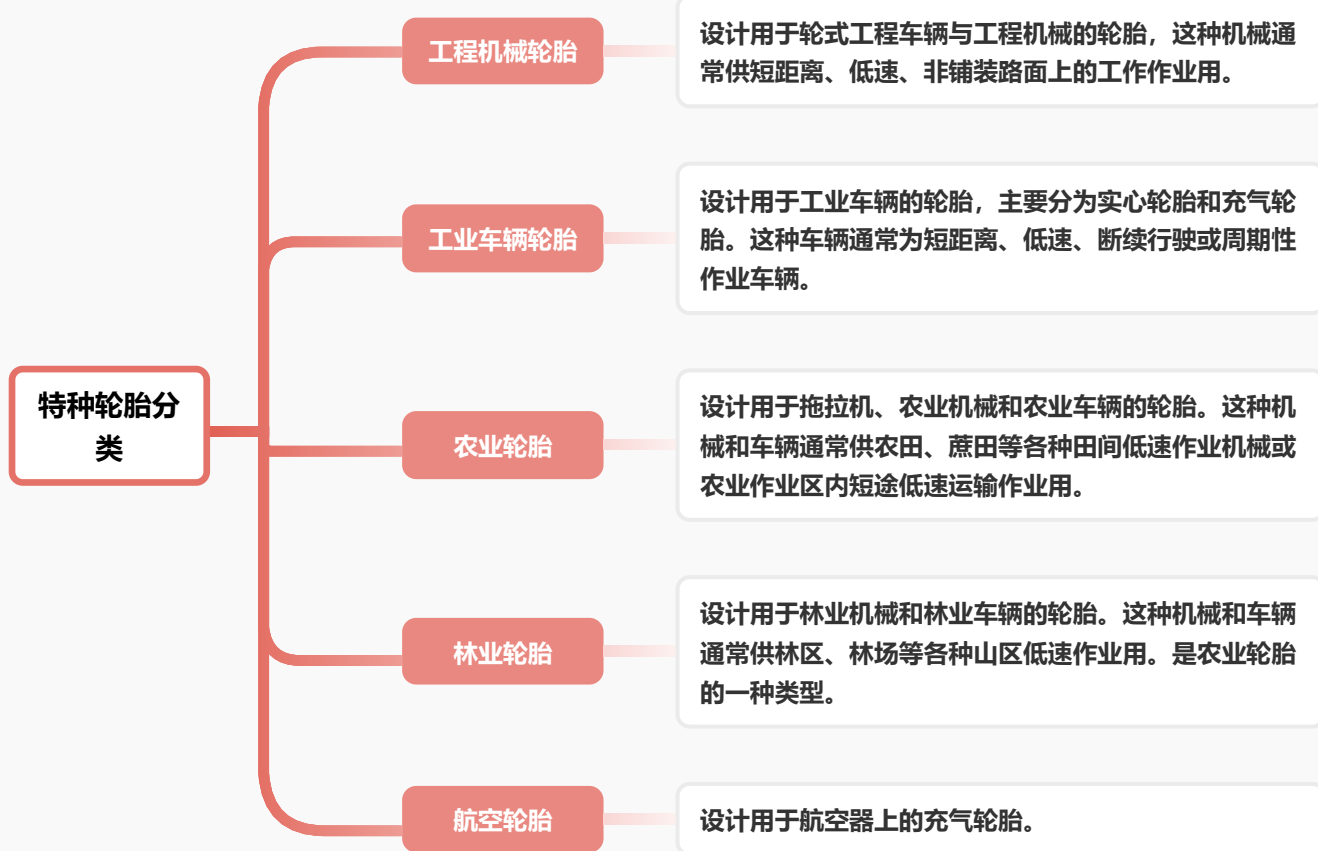 特种轮胎分
类
工程机械轮胎
设计用于轮式工程车辆与工程机械的轮胎，这种机械通
常供短距离、低速、非铺装路面上的工作作业用。
工业车辆轮胎
设计用于工业车辆的轮胎，主要分为实心轮胎和充气轮
胎。这种车辆通常为短距离、低速、断续行驶或周期性
作业车辆。
农业轮胎
设计用于拖拉机、农业机械和农业车辆的轮胎。这种机
械和车辆通常供农田、蔗田等各种田间低速作业机械或
农业作业区内短途低速运输作业用。
林业轮胎
设计用于林业机械和林业车辆的轮胎。这种机械和车辆
通常供林区、林场等各种山区低速作业用。是农业轮胎
的一种类型。
航空轮胎
设计用于航空器上的充气轮胎。